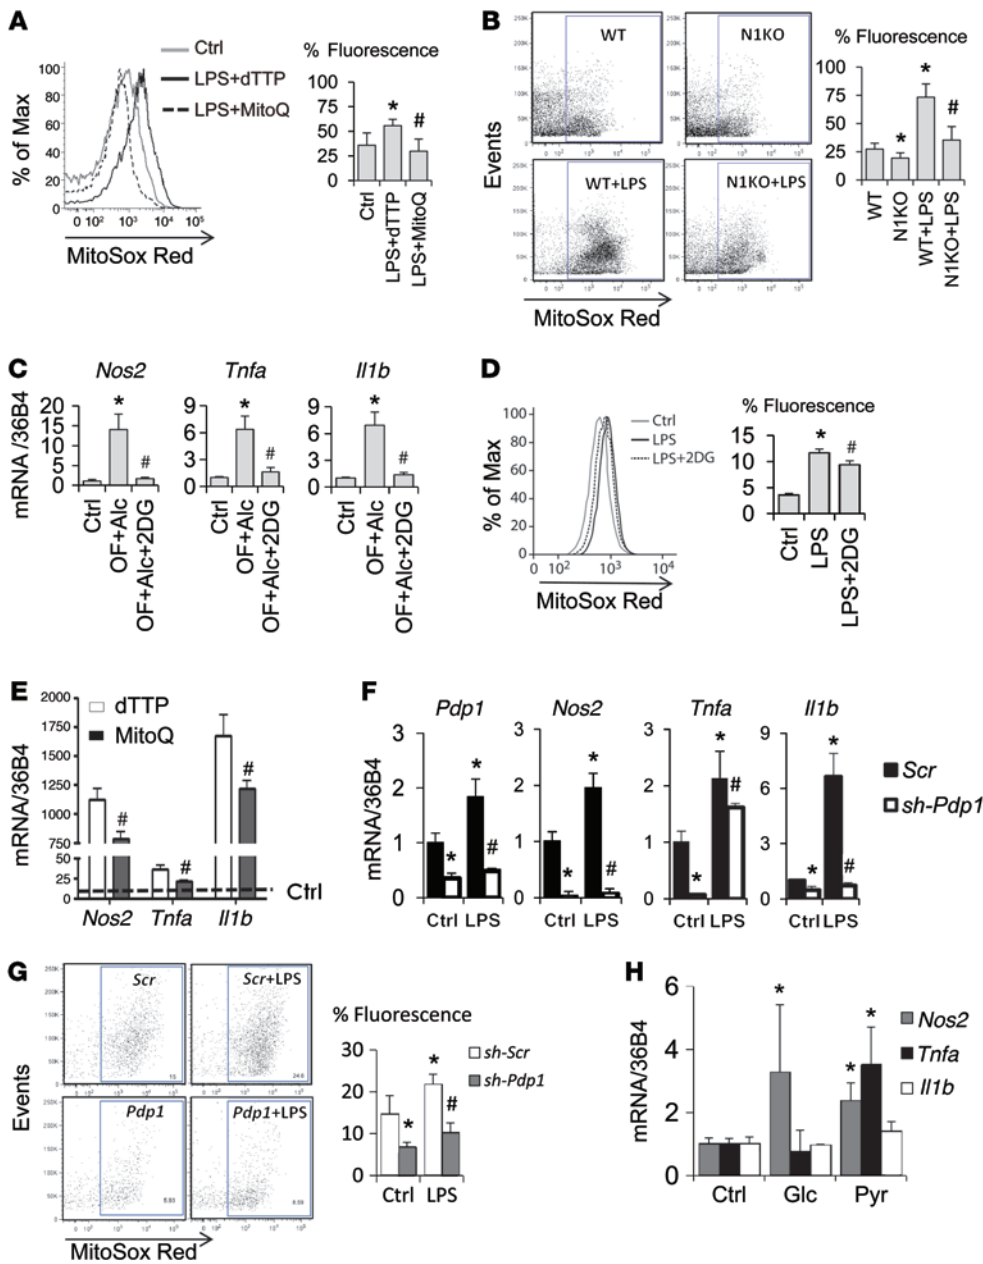 A
Ctrl
LPS+dTTP
LPS+MitoQ
% of Max
100
80
60
40
20
0 10² 10³ 10⁴ 10⁵
MitoSox Red
% Fluorescence
100
75
50
25
0
*
#
Ctrl
LPS+dTTP
LPS+MitoQ
B
Events
WT
N1KO
WT+LPS
N1KO+LPS
MitoSox Red
% Fluorescence
100
75
50
25
0
*
*
#
WT
N1KO
WT+LPS
N1KO+LPS
C
mRNA /36B4
Nos2
20
15
10
5
0
*
#
Ctrl
OF+Alc
OF+Alc+2DG
Tnfa
9
6
3
0
*
#
Ctrl
OF+Alc
OF+Alc+2DG
Il1b
9
6
3
0
*
#
Ctrl
OF+Alc
OF+Alc+2DG
D
% of Max
100
80
60
40
20
0
Ctrl
LPS
LPS+2DG
0 10² 10³ 10⁴
MitoSox Red
% Fluorescence
15
10
5
0
*
#
Ctrl
LPS
LPS+2DG
E
mRNA/36B4
2000
1750
1500
1250
1000
750
50
25
0
dTTP
MitoQ
#
#
#
Ctrl
Nos2 Tnfa Il1b
F
mRNA/36B4
Pdp1
3
2
1
0
*
*
#
Ctrl LPS
Nos2
3
2
1
0
*
*
#
Ctrl LPS
Tnfa
3
2
1
0
*
*
#
Ctrl LPS
Il1b
9
6
3
0
*
*
#
Ctrl LPS
Scr
sh-Pdp1
G
Events
Scr
15
Scr+LPS
24.6
Pdp1
Pdp1+LPS
MitoSox Red
% Fluorescence
30
20
10
0
*
*
#
Ctrl LPS
sh-Scr
sh-Pdp1
H
mRNA/36B4
6
4
2
0
*
*
*
Ctrl Glc Pyr
Nos2
Tnfa
Il1b